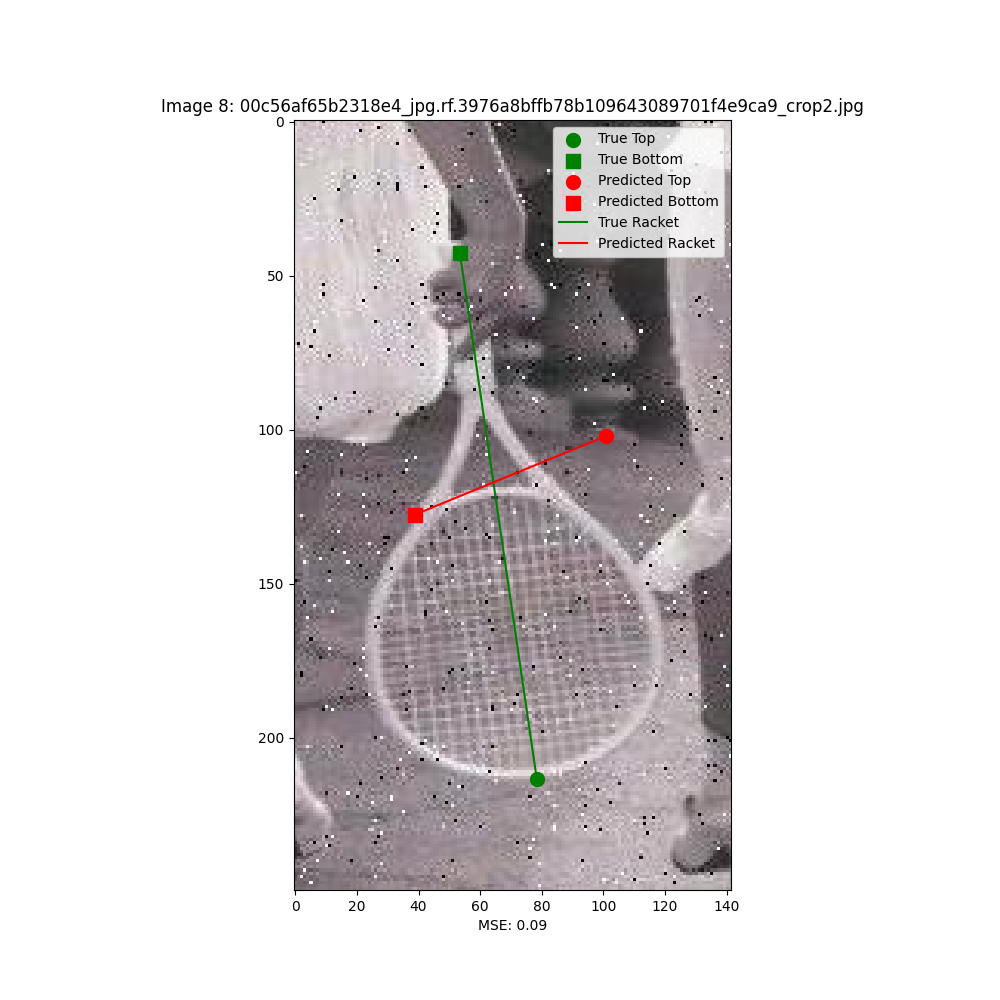 Image 8: 00c56af65b2318e4_jpg.rf.3976a8bffb78b109643089701f4e9ca9_crop2.jpg
True Top
True Bottom
Predicted Top
Predicted Bottom
True Racket
Predicted Racket
0
50
100
150
200
0 20 40 60 80 100 120 140
MSE: 0.09